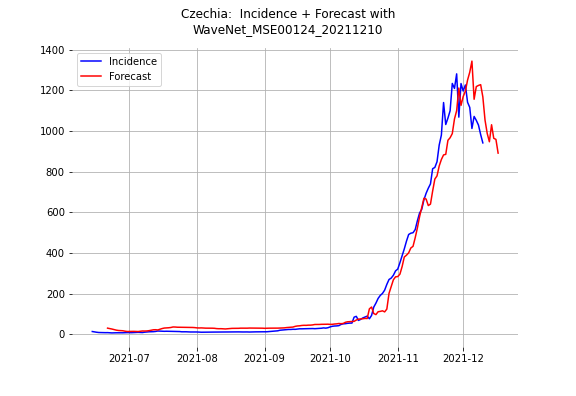 Czechia:  Incidence + Forecast with
WaveNet_MSE00124_20211210
Incidence
Forecast
1400
1200
1000
800
600
400
200
0
2021-07 2021-08 2021-09 2021-10 2021-11 2021-12